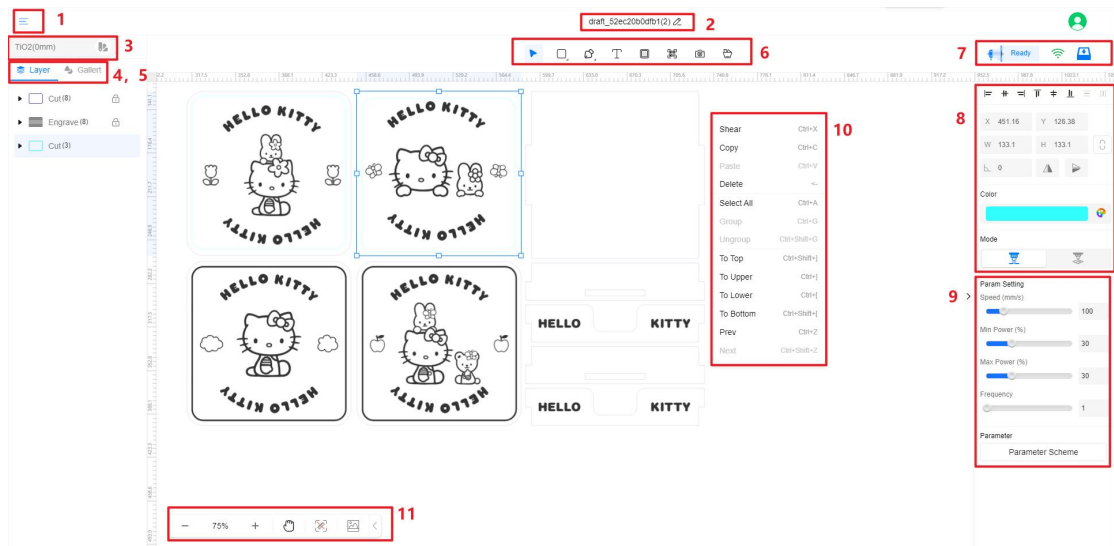 1
draft_52ec20b0dfb1(2)
2
TiO2(0mm)
3
6
7
Ready
Layer
Gallert
4, 5
Cut(8)
Engrave(8)
Cut(3)
HELLO KITTY
HELLO KITTY
HELLO KITTY
HELLO KITTY
HELLO KITTY
HELLO KITTY
HELLO KITTY
HELLO KITTY
HELLO KITTY
HELLO KITTY
10
Shear Ctrl+X
Copy Ctrl+C
Paste Ctrl+V
Delete <-
Select All Ctrl+A
Group Ctrl+G
Ungroup Ctrl+Shift+G
To Top Ctrl+Shift+]
To Upper Ctrl+]
To Lower Ctrl+[
To Bottom Ctrl+Shift+[
Prev Ctrl+Z
Next Ctrl+Shift+Z
8
X 451.16 Y 126.38
W 133.1 H 133.1
0
Color
Mode
9
Param Setting
Speed (mm/s)
100
Min Power (%)
30
Max Power (%)
30
Frequency
1
Parameter
Parameter Scheme
11
75%